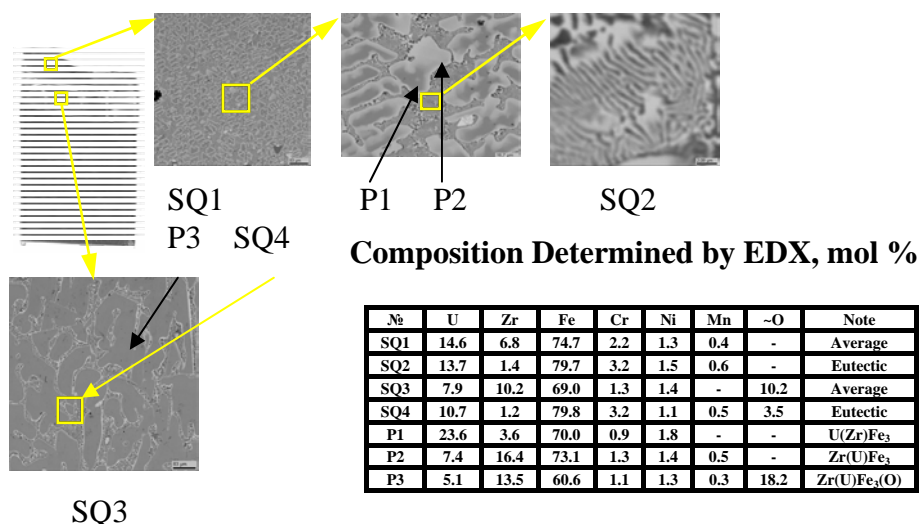 SQ1
P3 SQ4
P1 P2
SQ2
Composition Determined by EDX, mol %
№ U Zr Fe Cr Ni Mn ~O Note
SQ1 14.6 6.8 74.7 2.2 1.3 0.4 - Average
SQ2 13.7 1.4 79.7 3.2 1.5 0.6 - Eutectic
SQ3 7.9 10.2 69.0 1.3 1.4 - 10.2 Average
SQ4 10.7 1.2 79.8 3.2 1.1 0.5 3.5 Eutectic
P1 23.6 3.6 70.0 0.9 1.8 - - U(Zr)Fe₃
P2 7.4 16.4 73.1 1.3 1.4 0.5 - Zr(U)Fe₃
P3 5.1 13.5 60.6 1.1 1.3 0.3 18.2 Zr(U)Fe₃(O)
SQ3